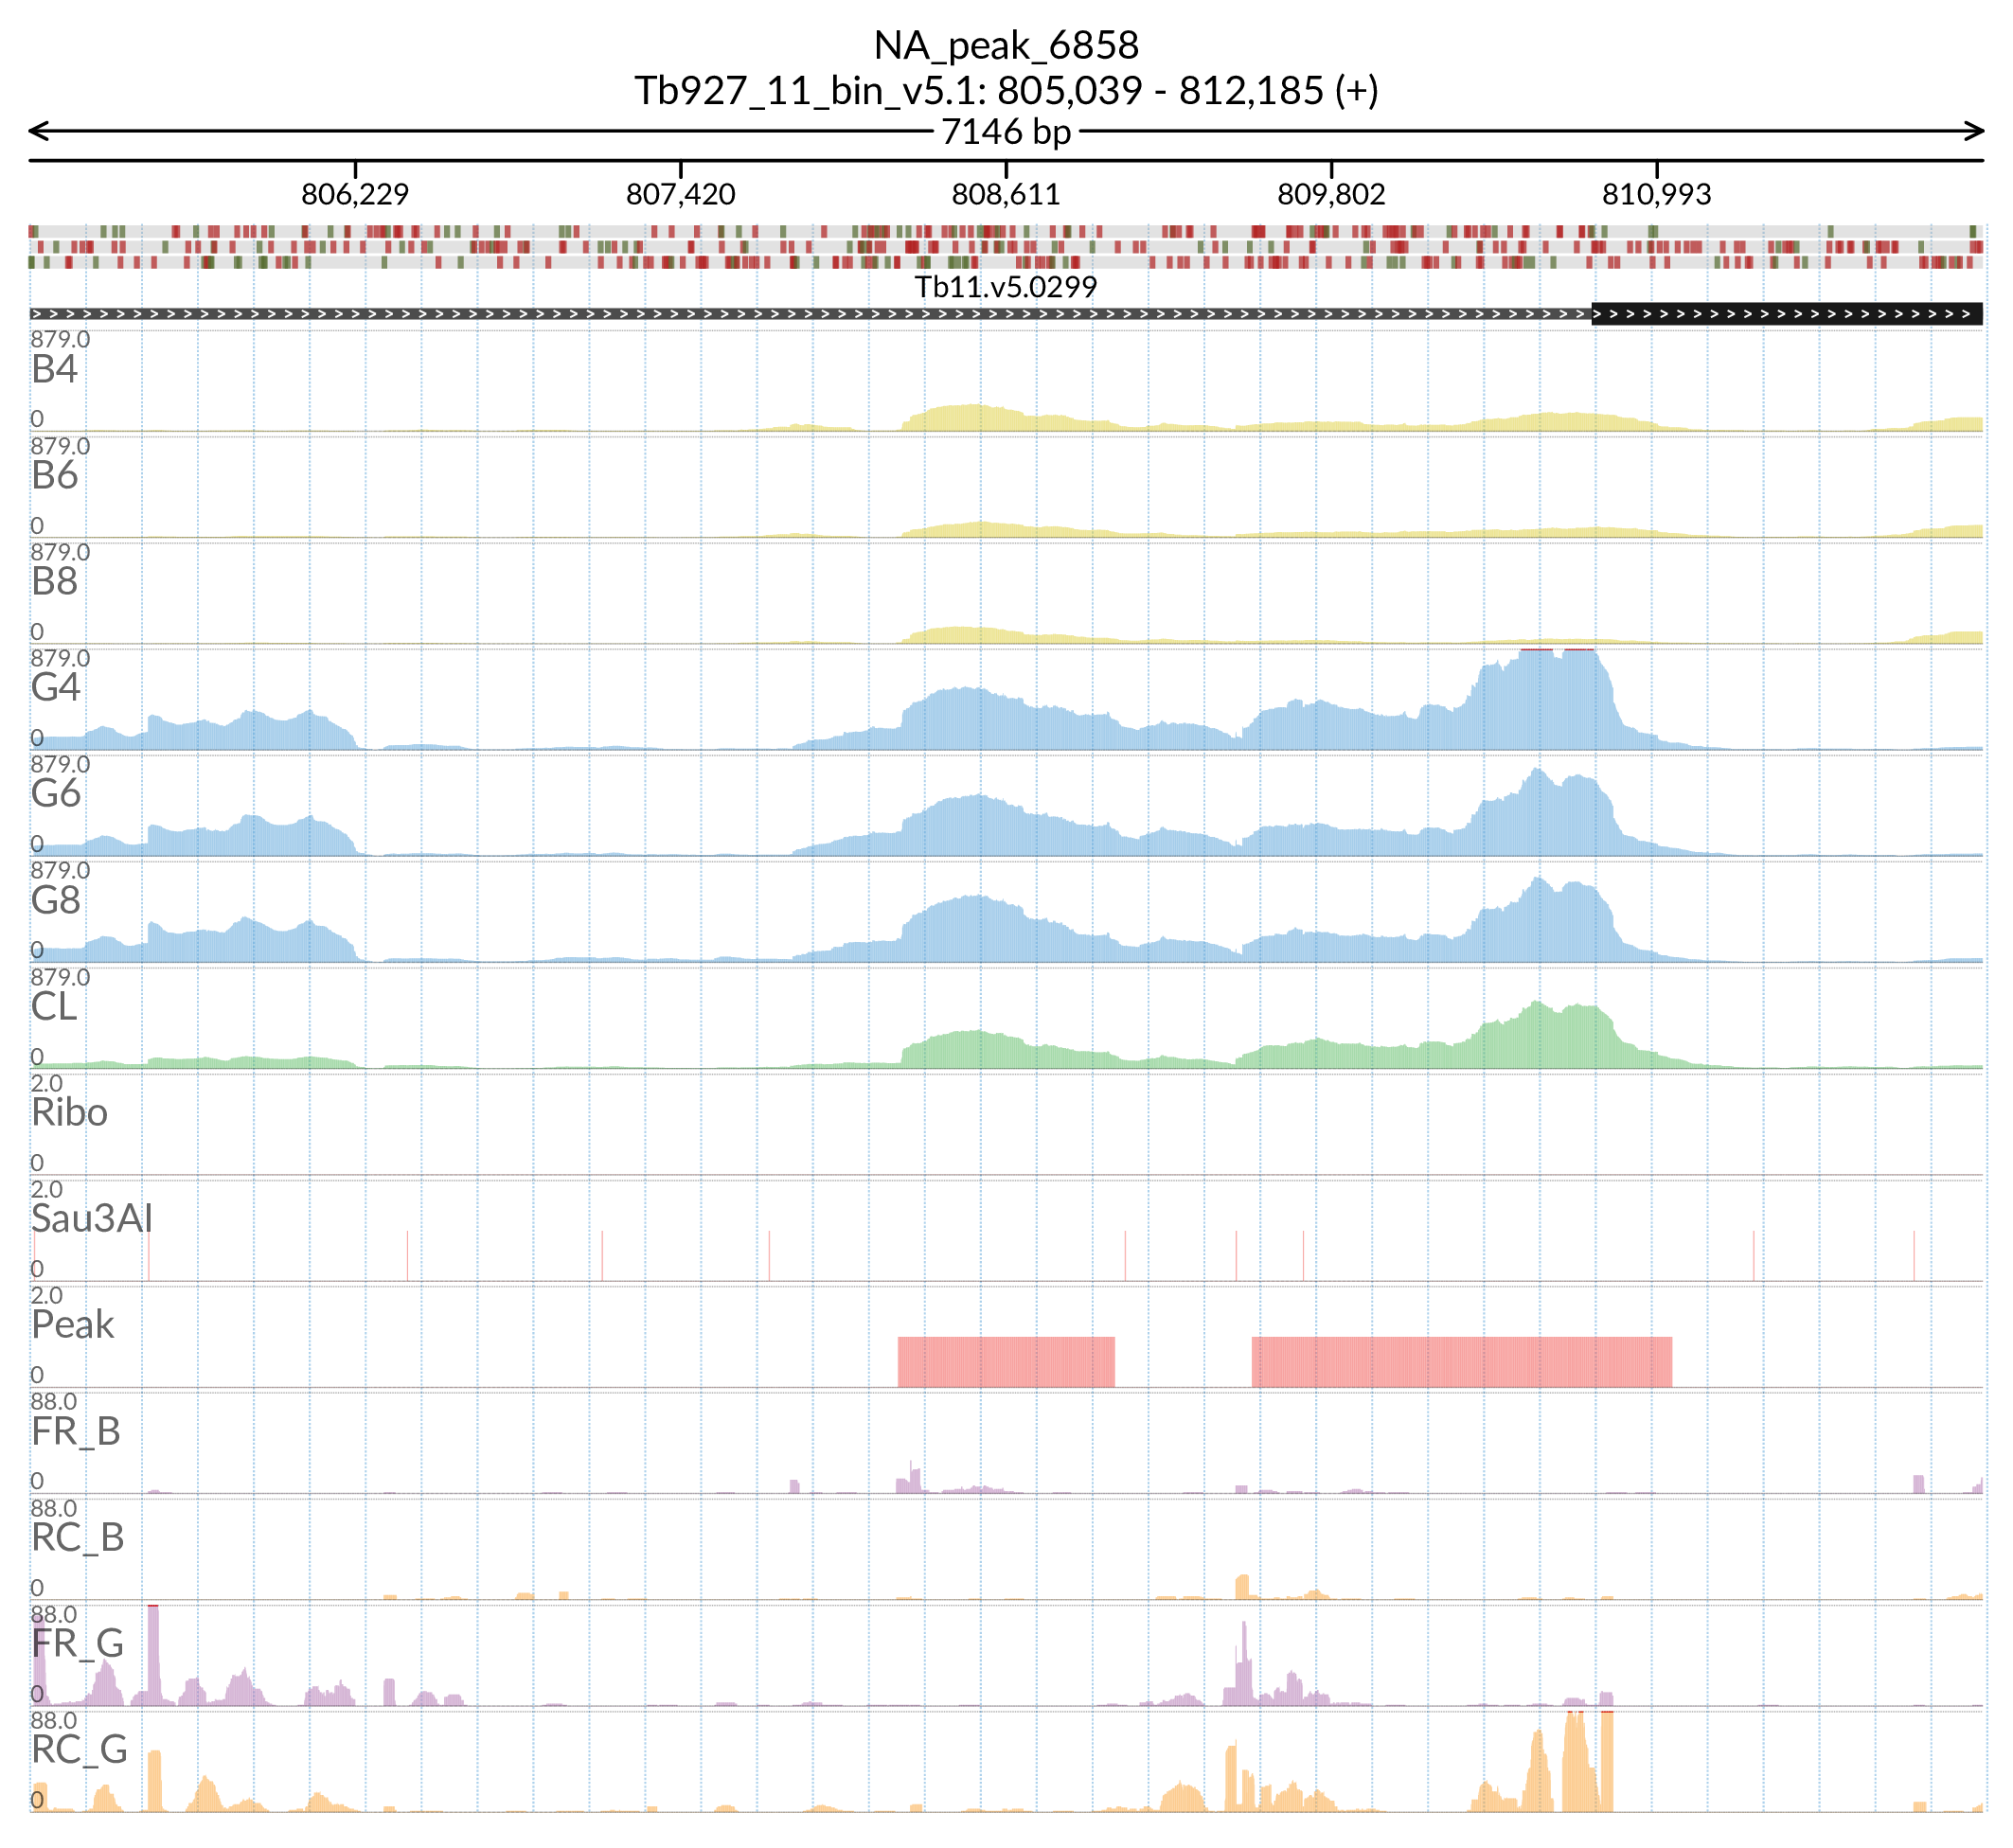 NA_peak_6858
Tb927_11_bin_v5.1: 805,039 - 812,185 (+)
7146 bp
806,229 807,420 808,611 809,802 810,993
Tb11.v5.0299
879.0
B4
0
879.0
B6
0
879.0
B8
0
879.0
G4
0
879.0
G6
0
879.0
G8
0
879.0
CL
0
2.0
Ribo
0
2.0
Sau3AI
0
2.0
Peak
0
88.0
FR_B
0
88.0
RC_B
0
88.0
FR_G
0
88.0
RC_G
0